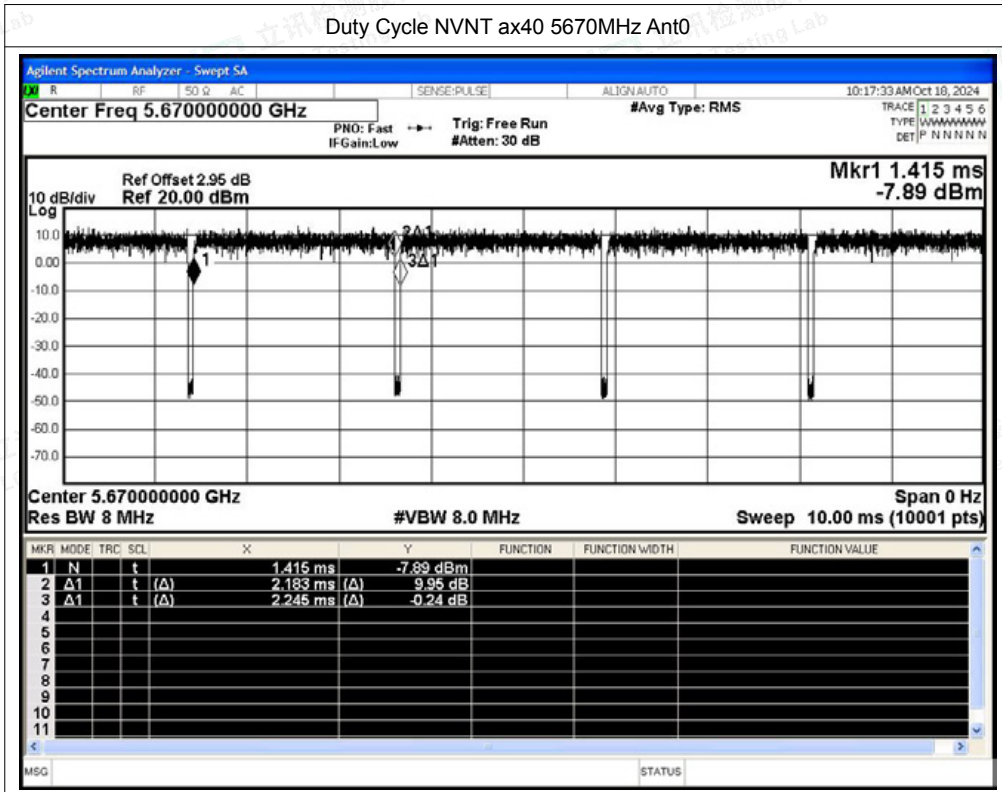 Duty Cycle NVNT ax40 5670MHz Ant0
Agilent Spectrum Analyzer - Swept SA
R RF 50 Ω AC SENSE:PULSE ALIGN AUTO 10:17:33 AM Oct 18, 2024
Center Freq 5.670000000 GHz #Avg Type: RMS TRACE 1 2 3 4 5 6
PNO: Fast Trig: Free Run TYPE WWWWWW
IFGain:Low #Atten: 30 dB DET P N N N N N
Mkr1 1.415 ms
Ref Offset 2.95 dB
10 dB/div Ref 20.00 dBm -7.89 dBm
Log
10.0
2Δ1
0.00
1
3Δ1
-10.0
-20.0
-30.0
-40.0
-50.0
-60.0
-70.0
Center 5.670000000 GHz Span 0 Hz
Res BW 8 MHz #VBW 8.0 MHz Sweep 10.00 ms (10001 pts)
MKR MODE TRC SCL X Y FUNCTION FUNCTION WIDTH FUNCTION VALUE
1 N t 1.415 ms -7.89 dBm
2 Δ1 t (Δ) 2.183 ms (Δ) 9.95 dB
3 Δ1 t (Δ) 2.245 ms (Δ) -0.24 dB
4
5
6
7
8
9
10
11
MSG STATUS